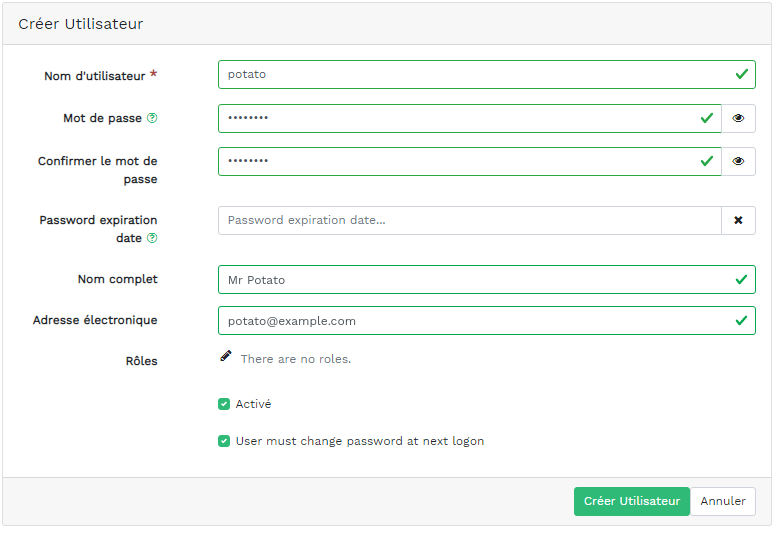 Créer Utilisateur
Nom d'utilisateur *
potato
Mot de passe
••••••••
Confirmer le mot de
passe
••••••••
Password expiration
date
Password expiration date...
Nom complet
Mr Potato
Adresse électronique
potato@example.com
Rôles
There are no roles.
Activé
User must change password at next logon
Créer Utilisateur Annuler